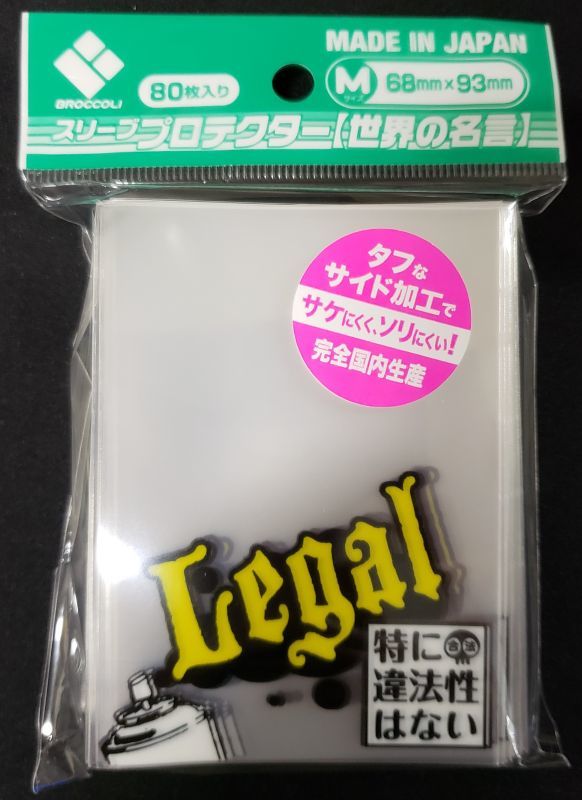 MADE IN JAPAN
BROCCOLI
80枚入り
Mサイズ 68mm×93mm
スリーブプロテクター【世界の名言】
タフな
サイド加工で
サケにくく、ソリにくい!
完全国内生産
Legal
特に 合法
違法性
はない